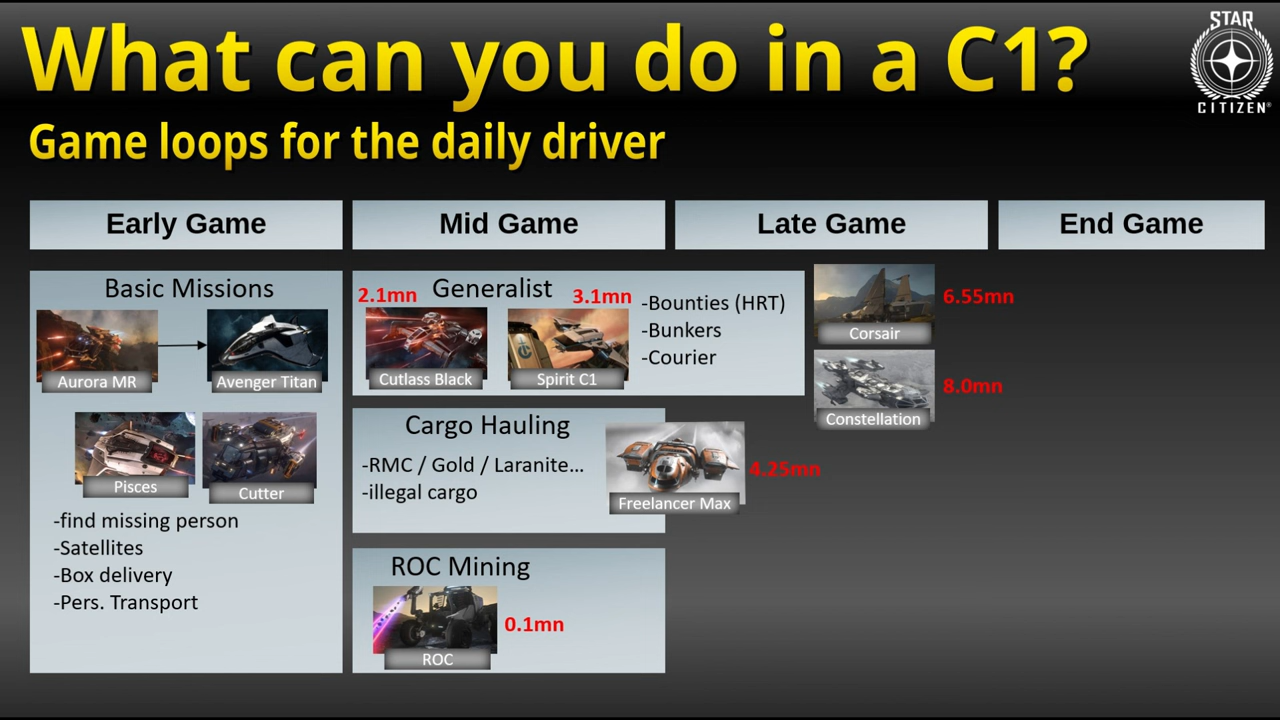 What can you do in a C1?
STAR
CITIZEN®
Game loops for the daily driver
Early Game
Mid Game
Late Game
End Game
Basic Missions
Aurora MR
Avenger Titan
Pisces
Cutter
-find missing person
-Satellites
-Box delivery
-Pers. Transport
2.1mn
Generalist
3.1mn
Cutlass Black
Spirit C1
-Bounties (HRT)
-Bunkers
-Courier
Corsair
6.55mn
Constellation
8.0mn
Cargo Hauling
-RMC / Gold / Laranite…
-illegal cargo
Freelancer Max
4.25mn
ROC Mining
ROC
0.1mn